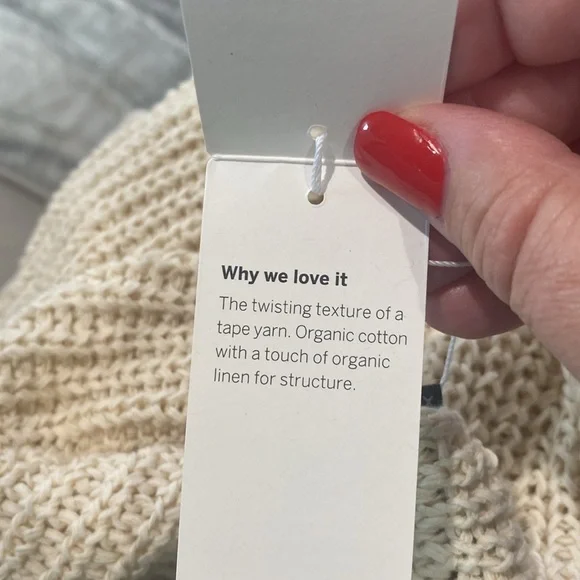 Why we love it
The twisting texture of a
tape yarn. Organic cotton
with a touch of organic
linen for structure.